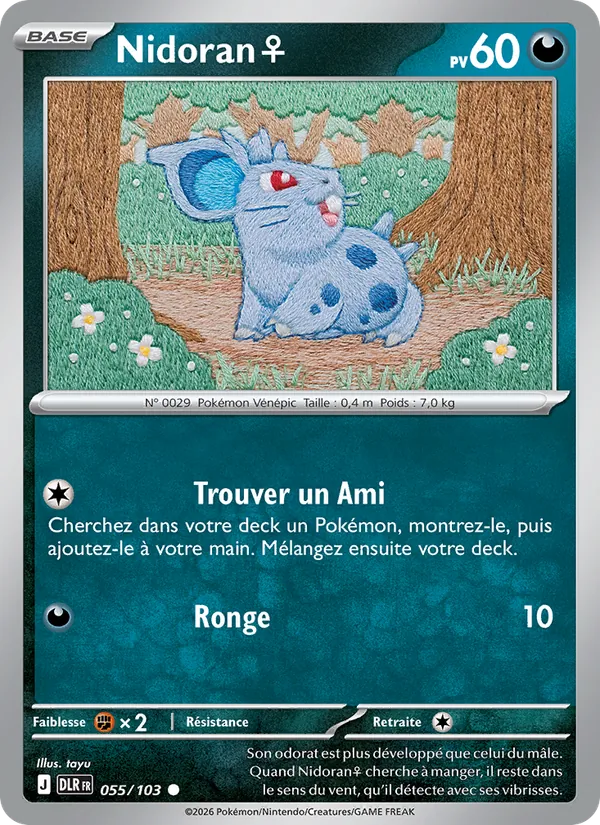 BASE
Nidoran♀
PV 60
N° 0029 Pokémon Vénépic Taille : 0,4 m Poids : 7,0 kg
Trouver un Ami
Cherchez dans votre deck un Pokémon, montrez-le, puis
ajoutez-le à votre main. Mélangez ensuite votre deck.
Ronge 10
Faiblesse ×2 Résistance Retraite
Illus. tayu
J DLR FR 055/103
Son odorat est plus développé que celui du mâle.
Quand Nidoran♀ cherche à manger, il reste dans
le sens du vent, qu'il détecte avec ses vibrisses.
©2026 Pokémon/Nintendo/Creatures/GAME FREAK